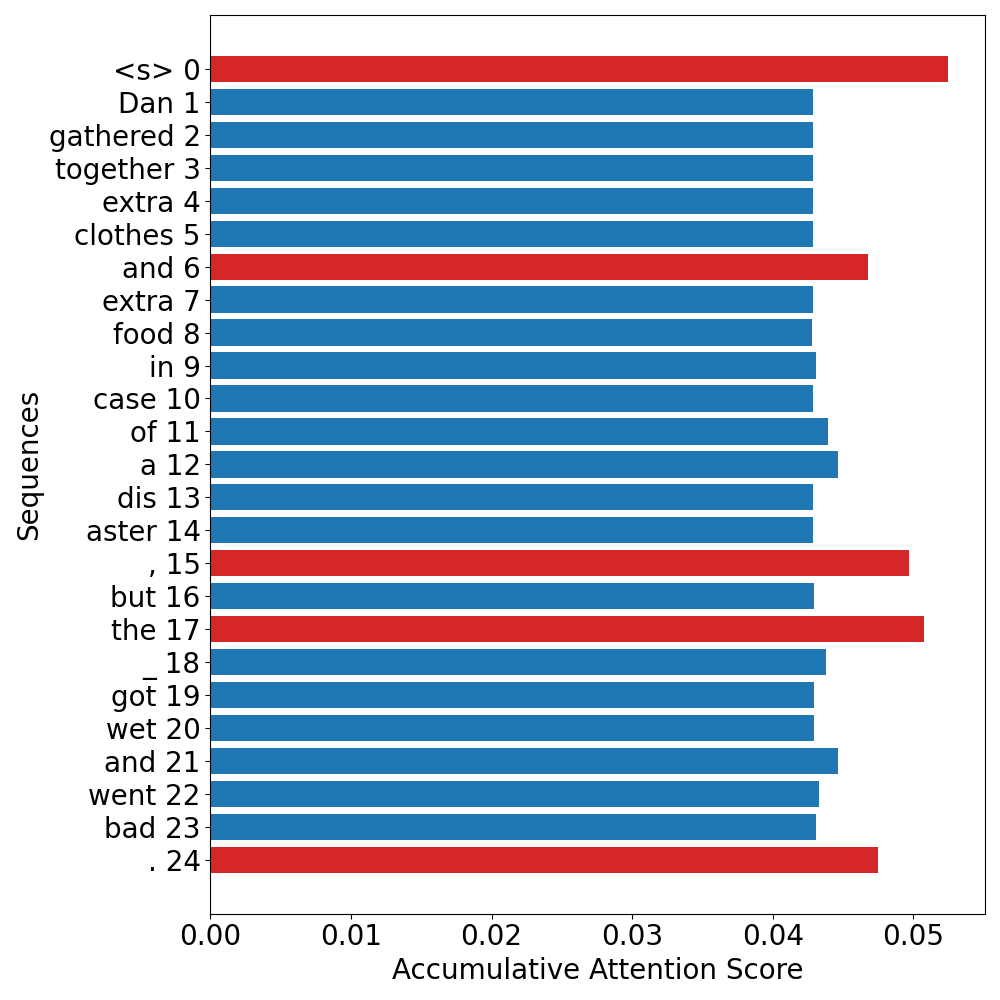 <s> 0
Dan 1
gathered 2
together 3
extra 4
clothes 5
and 6
extra 7
food 8
in 9
case 10
of 11
a 12
dis 13
aster 14
, 15
but 16
the 17
_ 18
got 19
wet 20
and 21
went 22
bad 23
. 24
Sequences
0.00 0.01 0.02 0.03 0.04 0.05
Accumulative Attention Score